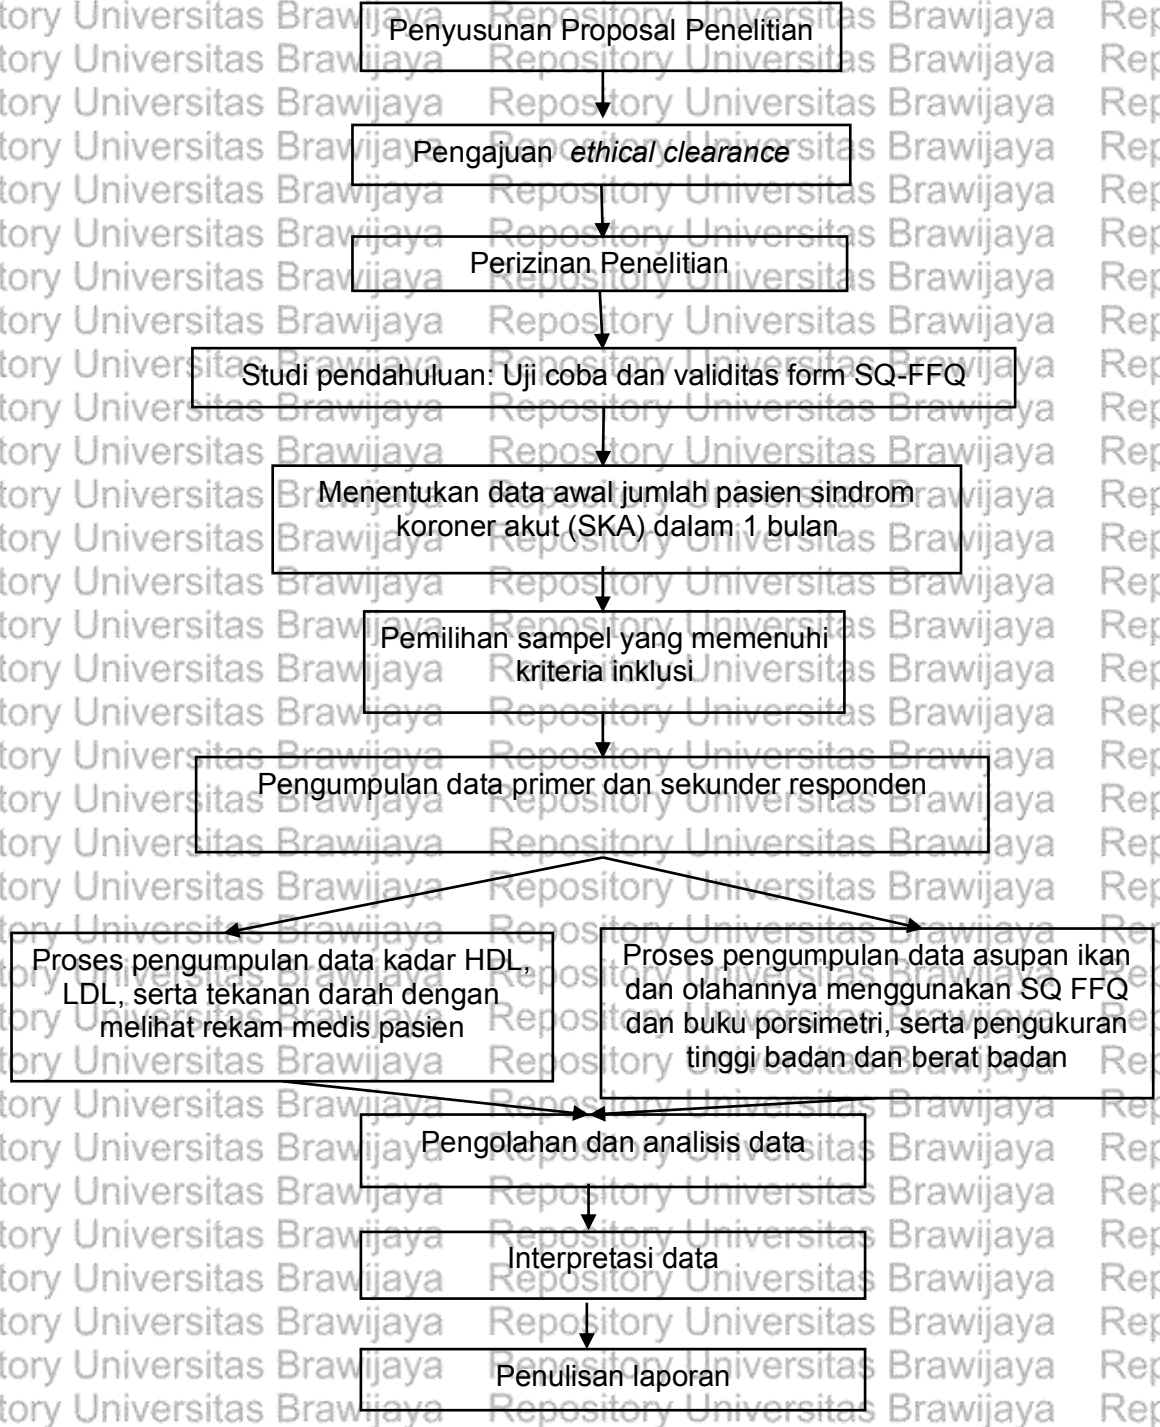 Penyusunan Proposal Penelitian
Pengajuan ethical clearance
Perizinan Penelitian
Studi pendahuluan: Uji coba dan validitas form SQ-FFQ
Menentukan data awal jumlah pasien sindrom
koroner akut (SKA) dalam 1 bulan
Pemilihan sampel yang memenuhi
kriteria inklusi
Pengumpulan data primer dan sekunder responden
Proses pengumpulan data kadar HDL,
LDL, serta tekanan darah dengan
melihat rekam medis pasien
Proses pengumpulan data asupan ikan
dan olahannya menggunakan SQ FFQ
dan buku porsimetri, serta pengukuran
tinggi badan dan berat badan
Pengolahan dan analisis data
Interpretasi data
Penulisan laporan